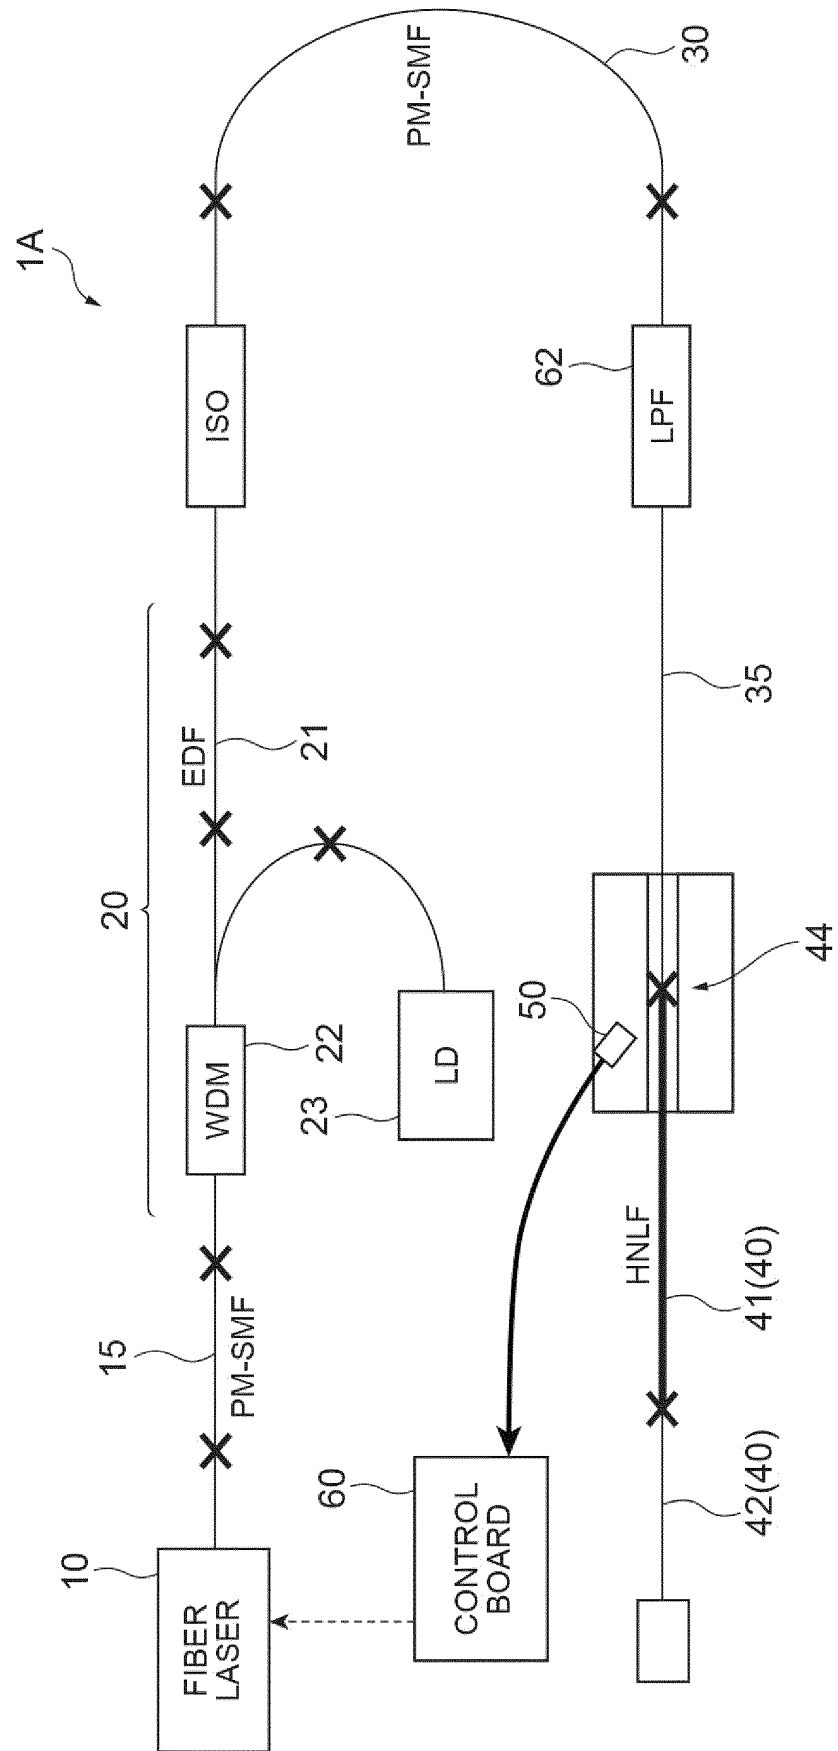 1A
10
FIBER
LASER
15
PM-SMF
20
WDM
22
EDF
21
LD
23
ISO
PM-SMF
30
62
LPF
35
44
50
HNLF
41(40)
42(40)
60
CONTROL
BOARD